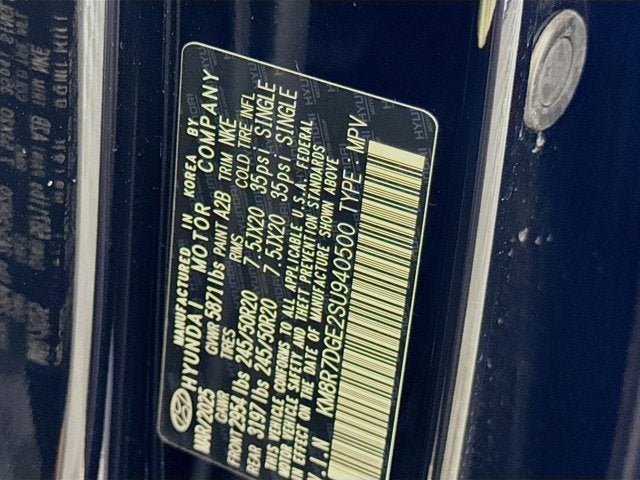 MANUFACTURED IN KOREA BY
HYUNDAI MOTOR COMPANY
MAR/2025 GVWR 5871 lbs PAINT A2B TRIM NKE
GAWR TIRES RIMS COLD TIRE INFL
FRONT 2954 lbs 245/50R20 7.5JX20 35psi SINGLE
REAR 3197 lbs 245/50R20 7.5JX20 35psi SINGLE
THIS VEHICLE CONFORMS TO ALL APPLICABLE U.S.A. FEDERAL
MOTOR VEHICLE SAFETY AND THEFT PREVENTION STANDARDS
IN EFFECT ON THE DATE OF MANUFACTURE SHOWN ABOVE
V.I.N KM8R7DGE2SU940500 TYPE : MPV